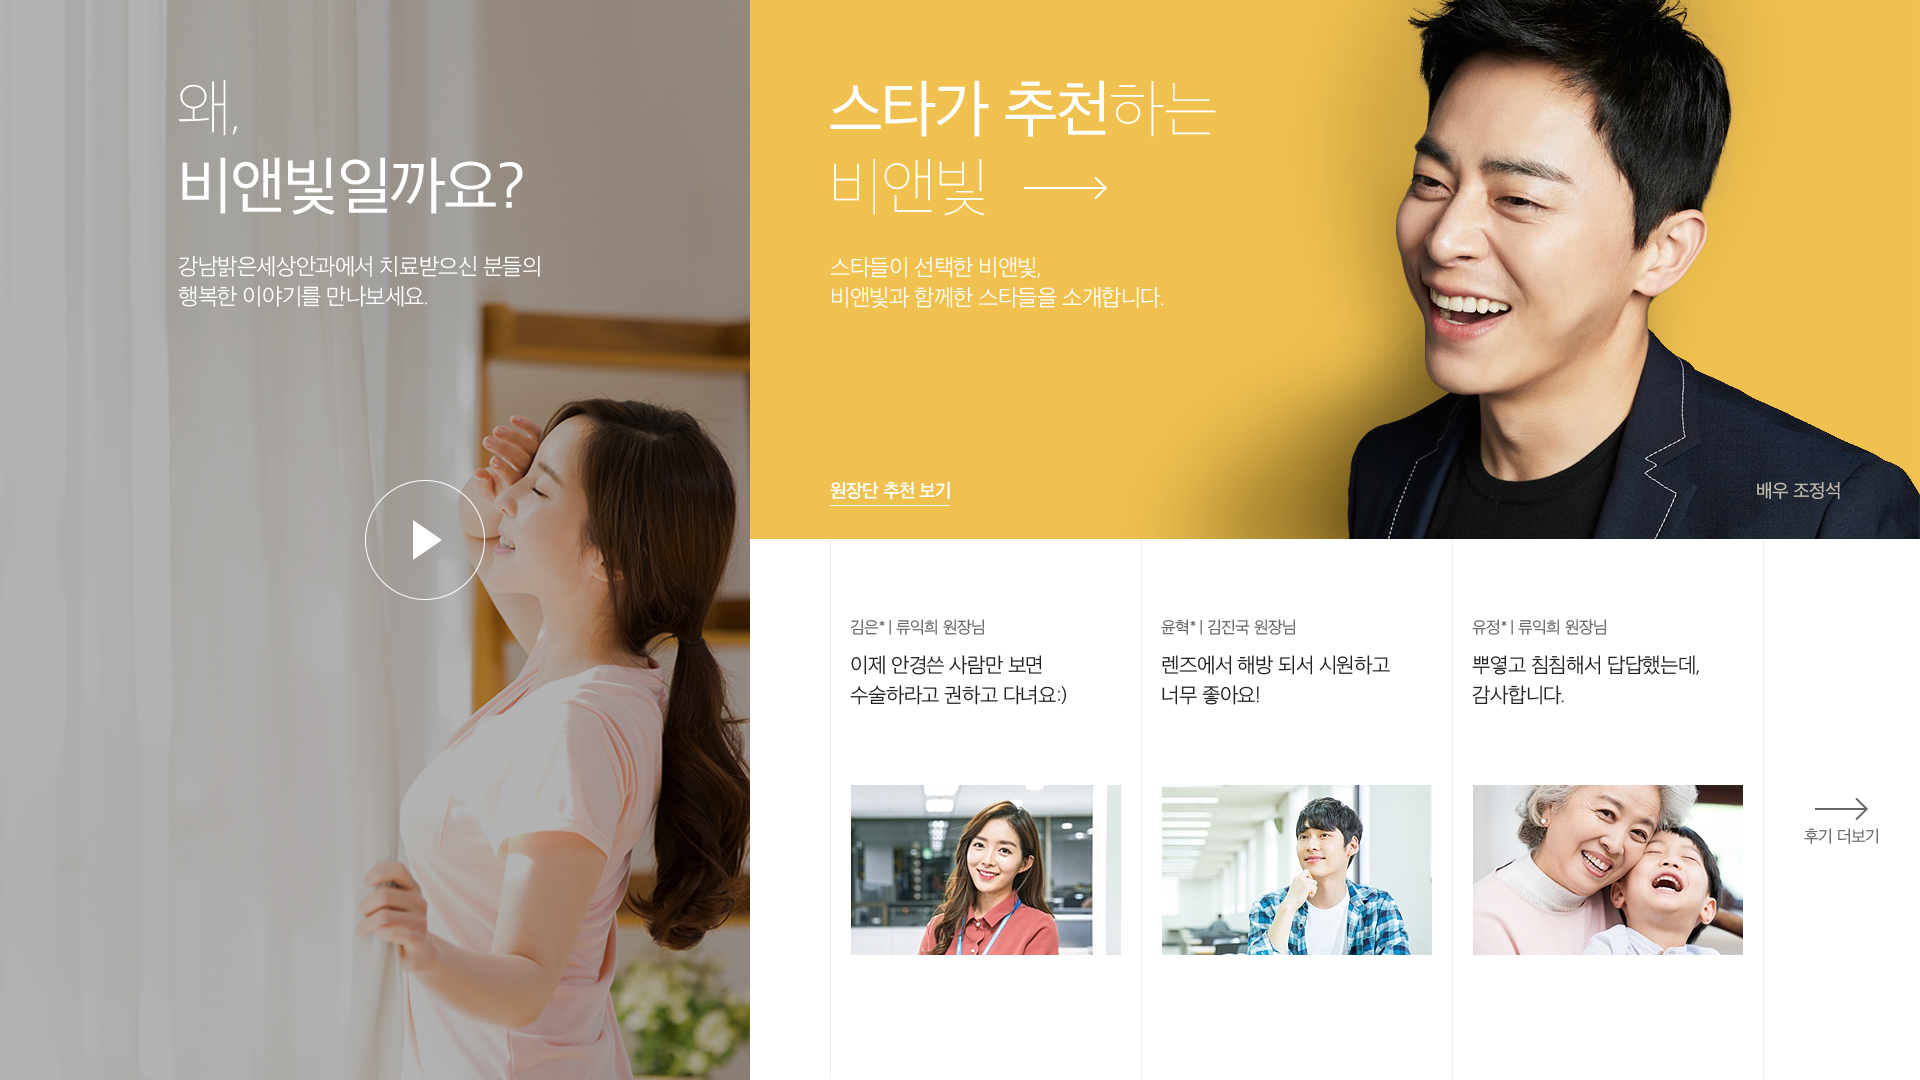 왜,
비앤빛일까요?
강남밝은세상안과에서 치료받으신 분들의
행복한 이야기를 만나보세요.
스타가 추천하는
비앤빛
스타들이 선택한 비앤빛,
비앤빛과 함께한 스타들을 소개합니다.
원장단 추천 보기
배우 조정석
김은* | 류익희 원장님
이제 안경쓴 사람만 보면
수술하라고 권하고 다녀요:)
윤혁* | 김진국 원장님
렌즈에서 해방 되서 시원하고
너무 좋아요!
유정* | 류익희 원장님
뿌옇고 침침해서 답답했는데,
감사합니다.
후기 더보기